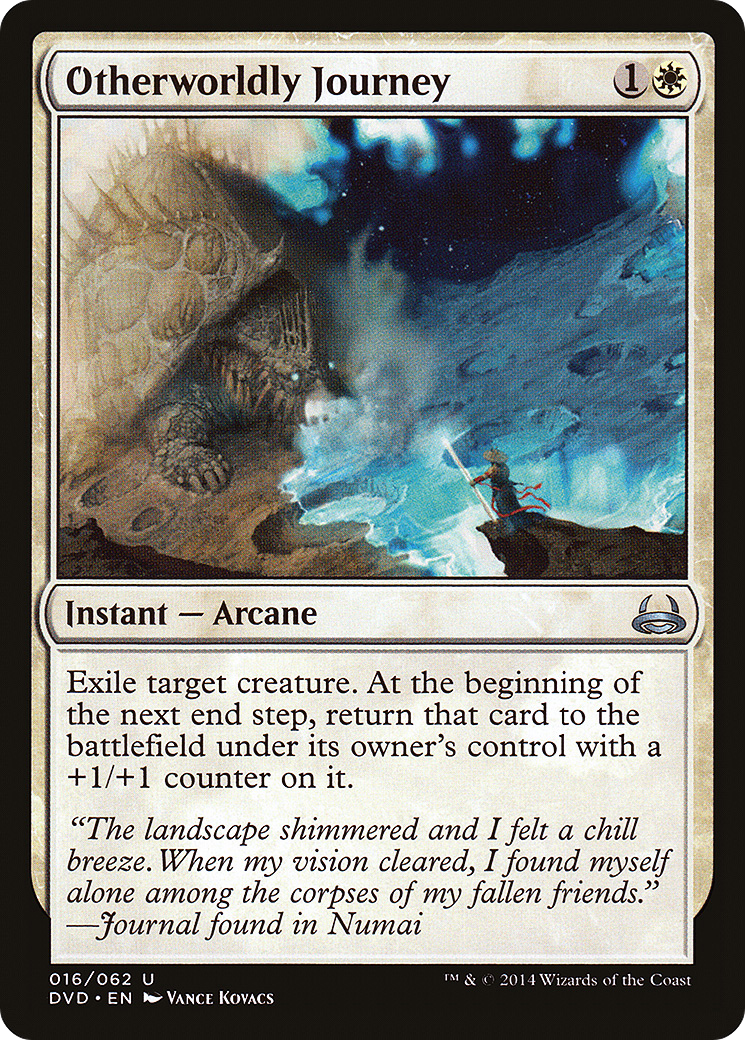 Otherworldly Journey 1
Instant — Arcane
Exile target creature. At the beginning of
the next end step, return that card to the
battlefield under its owner's control with a
+1/+1 counter on it.
"The landscape shimmered and I felt a chill
breeze. When my vision cleared, I found myself
alone among the corpses of my fallen friends."
—Journal found in Numai
016/062 U
™ & © 2014 Wizards of the Coast
DVD • EN Vance Kovacs